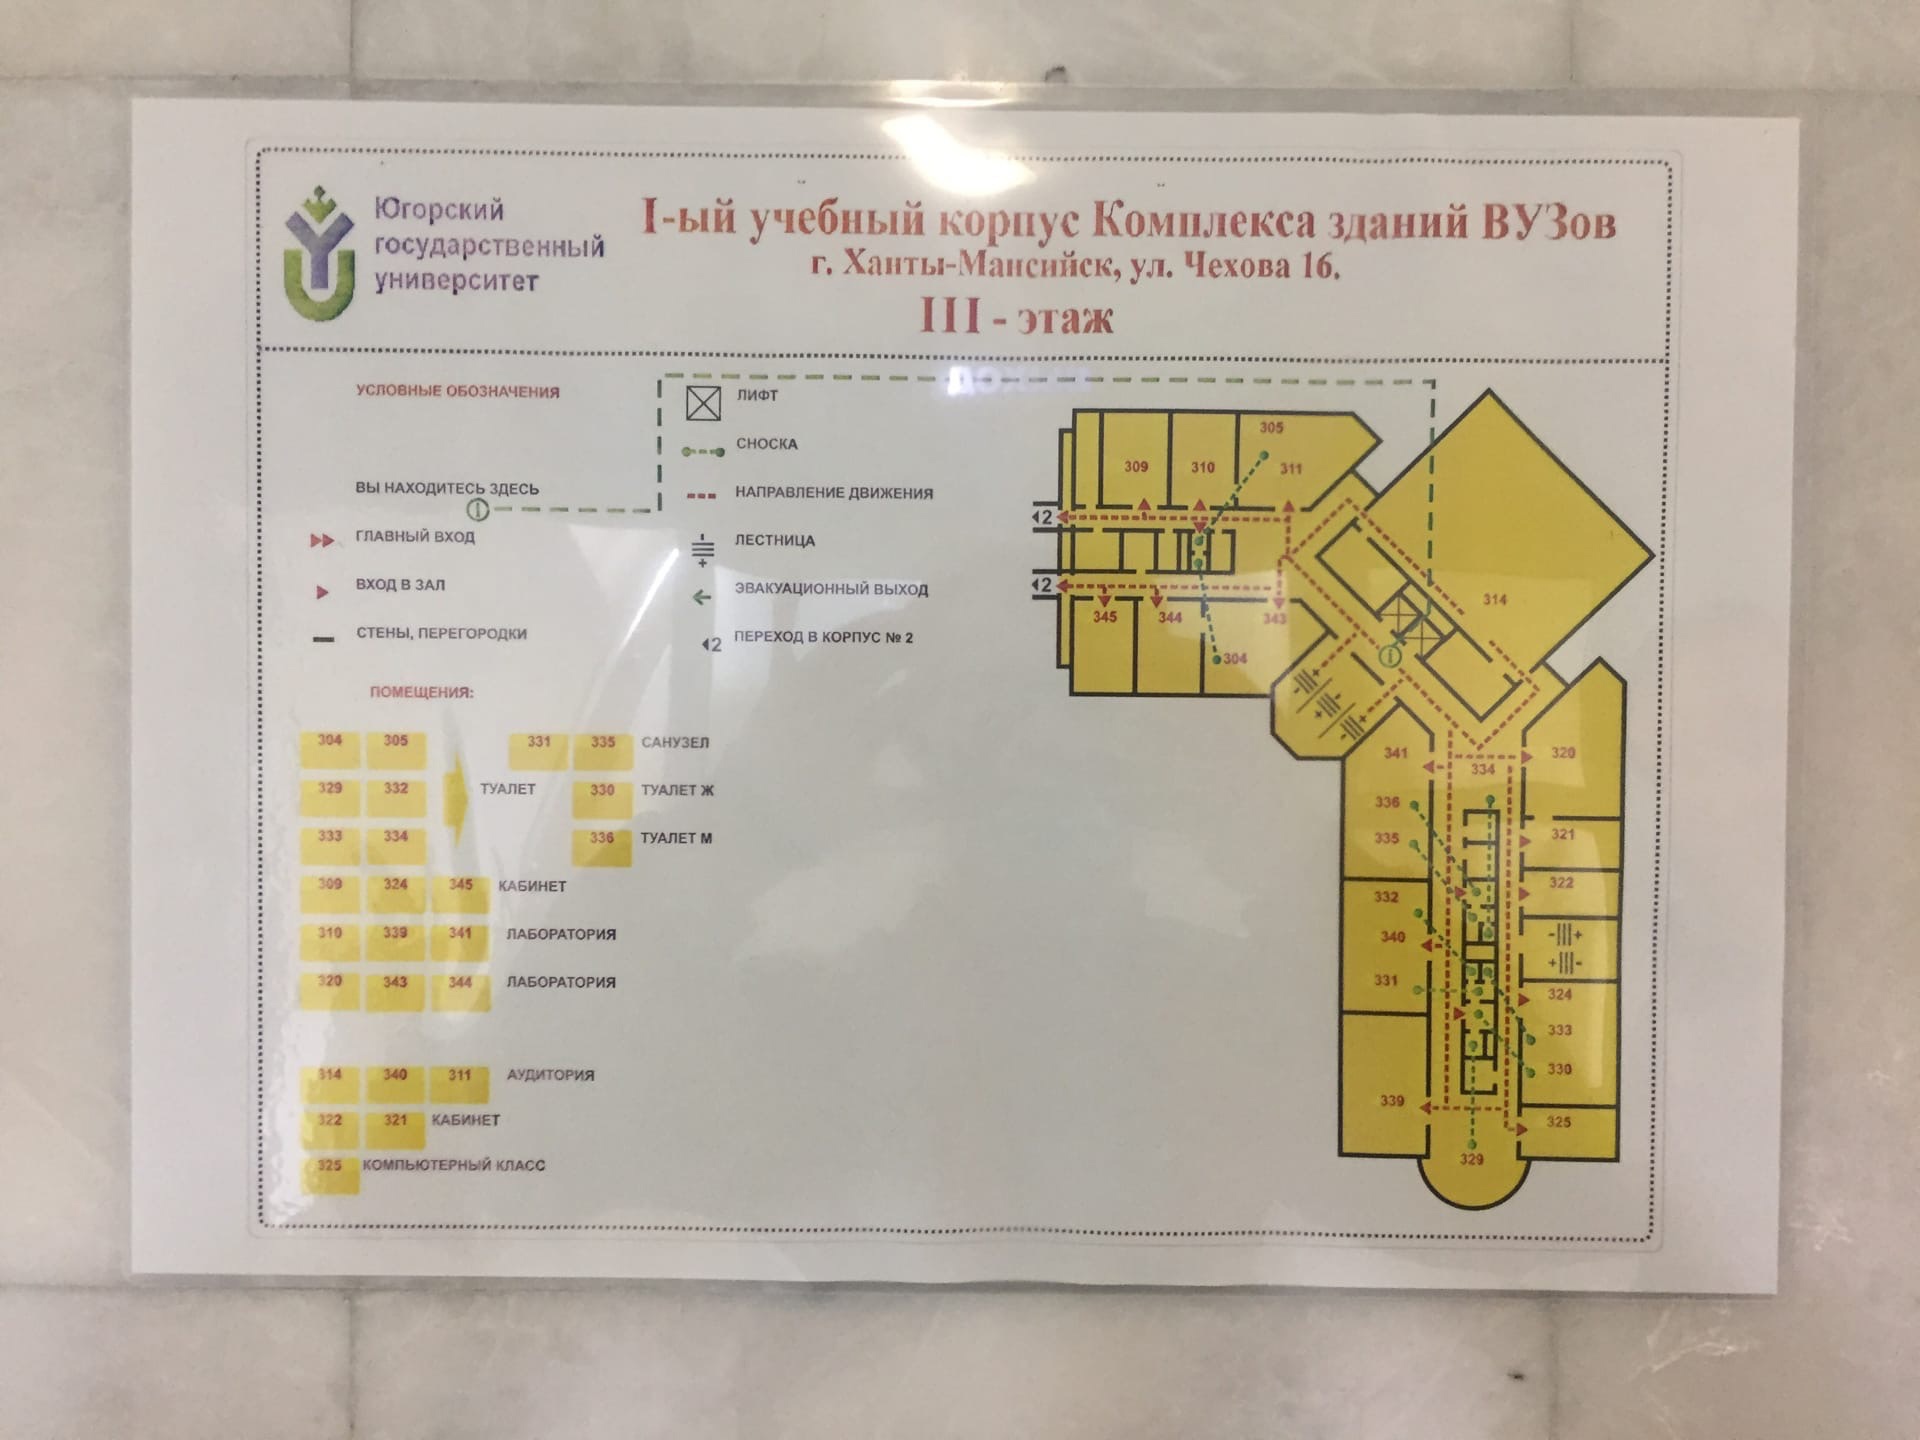 Югорский
государственный
университет
I-ый учебный корпус Комплекса зданий ВУЗов
г. Ханты-Мансийск, ул. Чехова 16.
III - этаж
УСЛОВНЫЕ ОБОЗНАЧЕНИЯ
ВЫ НАХОДИТЕСЬ ЗДЕСЬ
ГЛАВНЫЙ ВХОД
ВХОД В ЗАЛ
СТЕНЫ, ПЕРЕГОРОДКИ
ЛИФТ
СНОСКА
НАПРАВЛЕНИЕ ДВИЖЕНИЯ
ЛЕСТНИЦА
ЭВАКУАЦИОННЫЙ ВЫХОД
2 ПЕРЕХОД В КОРПУС № 2
ПОМЕЩЕНИЯ:
304 305 331 335 САНУЗЕЛ
329 332 ТУАЛЕТ 330 ТУАЛЕТ Ж
333 334 336 ТУАЛЕТ М
309 324 345 КАБИНЕТ
310 339 341 ЛАБОРАТОРИЯ
320 343 344 ЛАБОРАТОРИЯ
314 340 311 АУДИТОРИЯ
322 321 КАБИНЕТ
325 КОМПЬЮТЕРНЫЙ КЛАСС
305
309 310 311
2
2
314
345 344 343
304
341 334 320
336
335 321
332 322
340
331 324
333
330
339 325
329